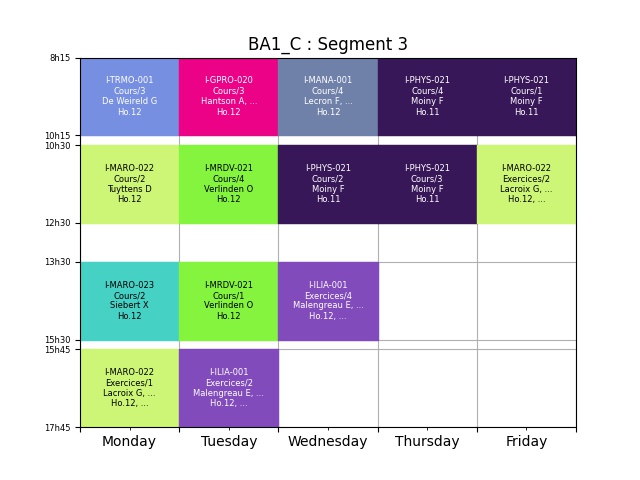 BA1_C : Segment 3
8h15
I-TRMO-001
Cours/3
De Weireld G
Ho.12
I-GPRO-020
Cours/3
Hantson A, ...
Ho.12
I-MANA-001
Cours/4
Lecron F, ...
Ho.12
I-PHYS-021
Cours/4
Moiny F
Ho.11
I-PHYS-021
Cours/1
Moiny F
Ho.11
10h15
10h30
I-MARO-022
Cours/2
Tuyttens D
Ho.12
I-MRDV-021
Cours/4
Verlinden O
Ho.12
I-PHYS-021
Cours/2
Moiny F
Ho.11
I-PHYS-021
Cours/3
Moiny F
Ho.11
I-MARO-022
Exercices/2
Lacroix G, ...
Ho.12, ...
12h30
13h30
I-MARO-023
Cours/2
Siebert X
Ho.12
I-MRDV-021
Cours/1
Verlinden O
Ho.12
I-ILIA-001
Exercices/4
Malengreau E, ...
Ho.12, ...
15h30
15h45
I-MARO-022
Exercices/1
Lacroix G, ...
Ho.12, ...
I-ILIA-001
Exercices/2
Malengreau E, ...
Ho.12, ...
17h45
Monday Tuesday Wednesday Thursday Friday